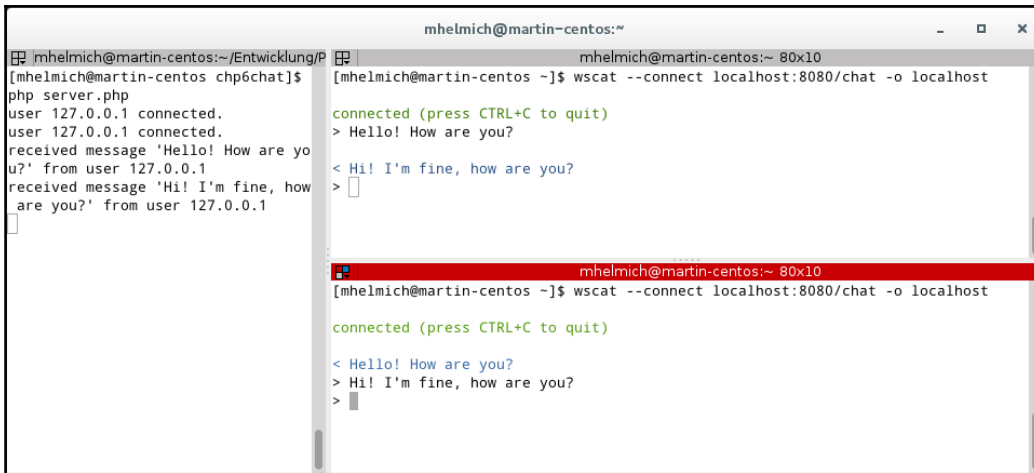 mhelmich@martin-centos:~
mhelmich@martin-centos:~/Entwicklung/P
[mhelmich@martin-centos chp6chat]$
php server.php
user 127.0.0.1 connected.
user 127.0.0.1 connected.
received message 'Hello! How are yo
u?' from user 127.0.0.1
received message 'Hi! I'm fine, how
are you?' from user 127.0.0.1
mhelmich@martin-centos:~ 80x10
[mhelmich@martin-centos ~]$ wscat --connect localhost:8080/chat -o localhost
connected (press CTRL+C to quit)
> Hello! How are you?
< Hi! I'm fine, how are you?
>
mhelmich@martin-centos:~ 80x10
[mhelmich@martin-centos ~]$ wscat --connect localhost:8080/chat -o localhost
connected (press CTRL+C to quit)
< Hello! How are you?
> Hi! I'm fine, how are you?
>